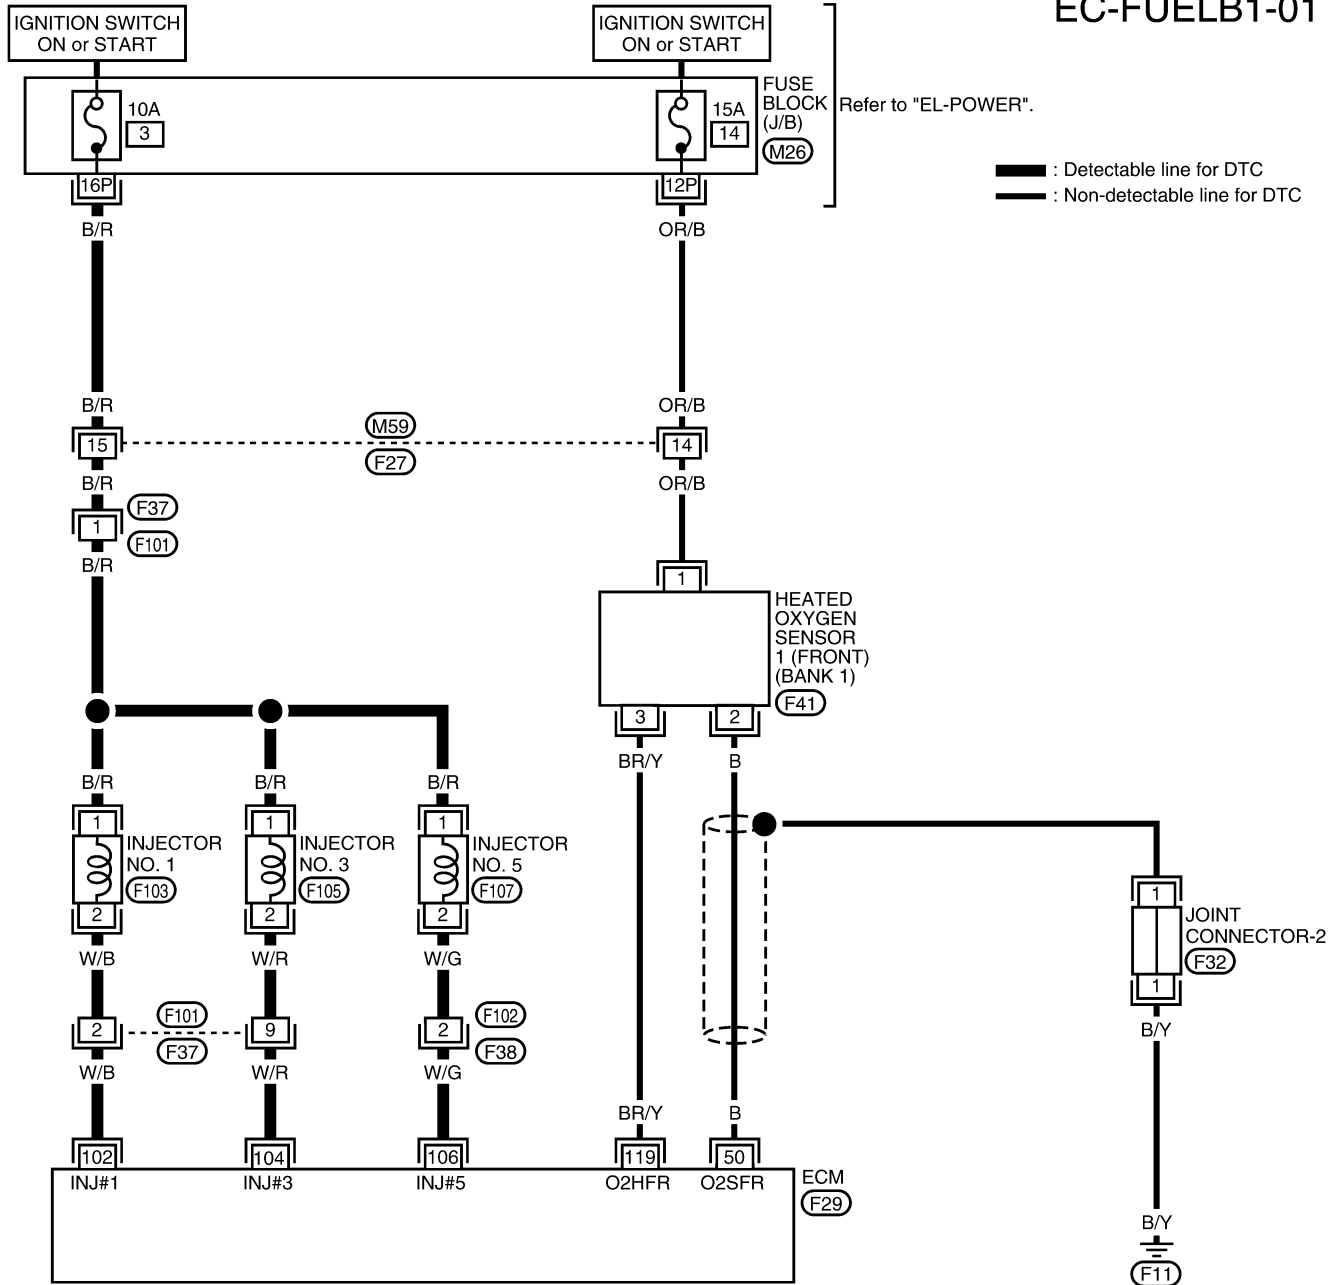 EC-FUELB1-01
IGNITION SWITCH
ON or START
IGNITION SWITCH
ON or START
10A
3
15A
14
FUSE
BLOCK
(J/B)
M26
Refer to "EL-POWER".
: Detectable line for DTC
: Non-detectable line for DTC
16P
12P
B/R
OR/B
B/R
OR/B
M59
15
14
F27
B/R
OR/B
F37
1
F101
B/R
1
HEATED
OXYGEN
SENSOR
1 (FRONT)
(BANK 1)
F41
3
2
BR/Y
B
B/R
B/R
B/R
1
1
1
INJECTOR
NO. 1
F103
INJECTOR
NO. 3
F105
INJECTOR
NO. 5
F107
2
2
2
1
JOINT
CONNECTOR-2
F32
1
W/B
W/R
W/G
B/Y
F101
F102
2
9
2
F37
F38
W/B
W/R
W/G
BR/Y
B
102
104
106
119
50
INJ#1
INJ#3
INJ#5
O2HFR
O2SFR
ECM
F29
B/Y
F11